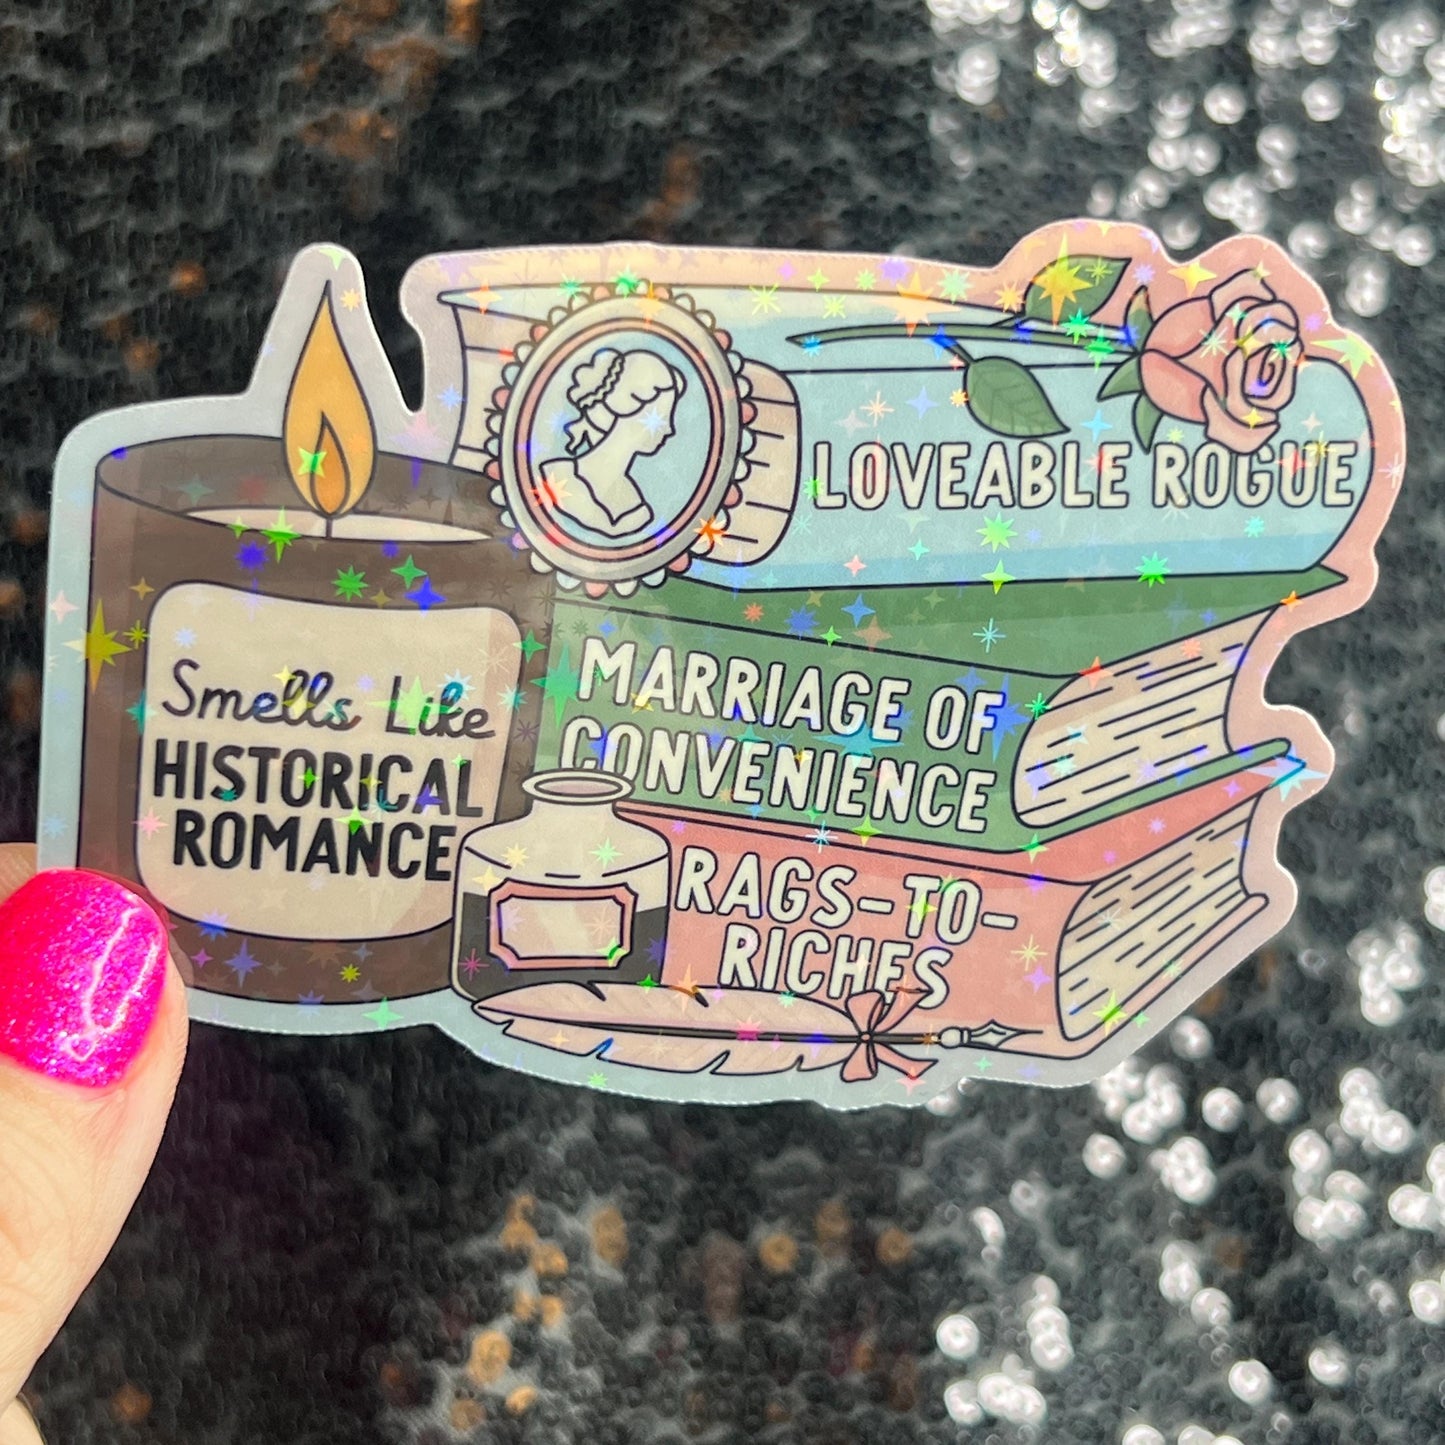 Smells Like
HISTORICAL
ROMANCE
LOVEABLE ROGUE
MARRIAGE OF
CONVENIENCE
RAGS-TO-
RICHES